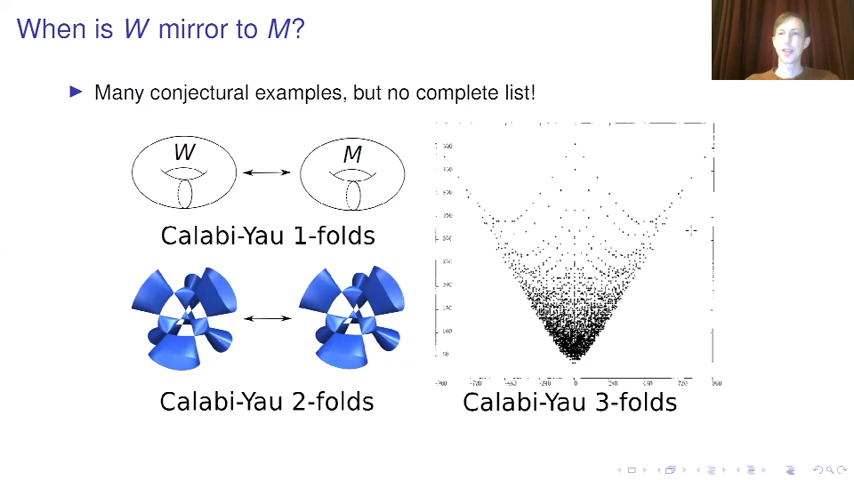 When is W mirror to M?
Many conjectural examples, but no complete list!
W
M
Calabi-Yau 1-folds
Calabi-Yau 2-folds
Calabi-Yau 3-folds